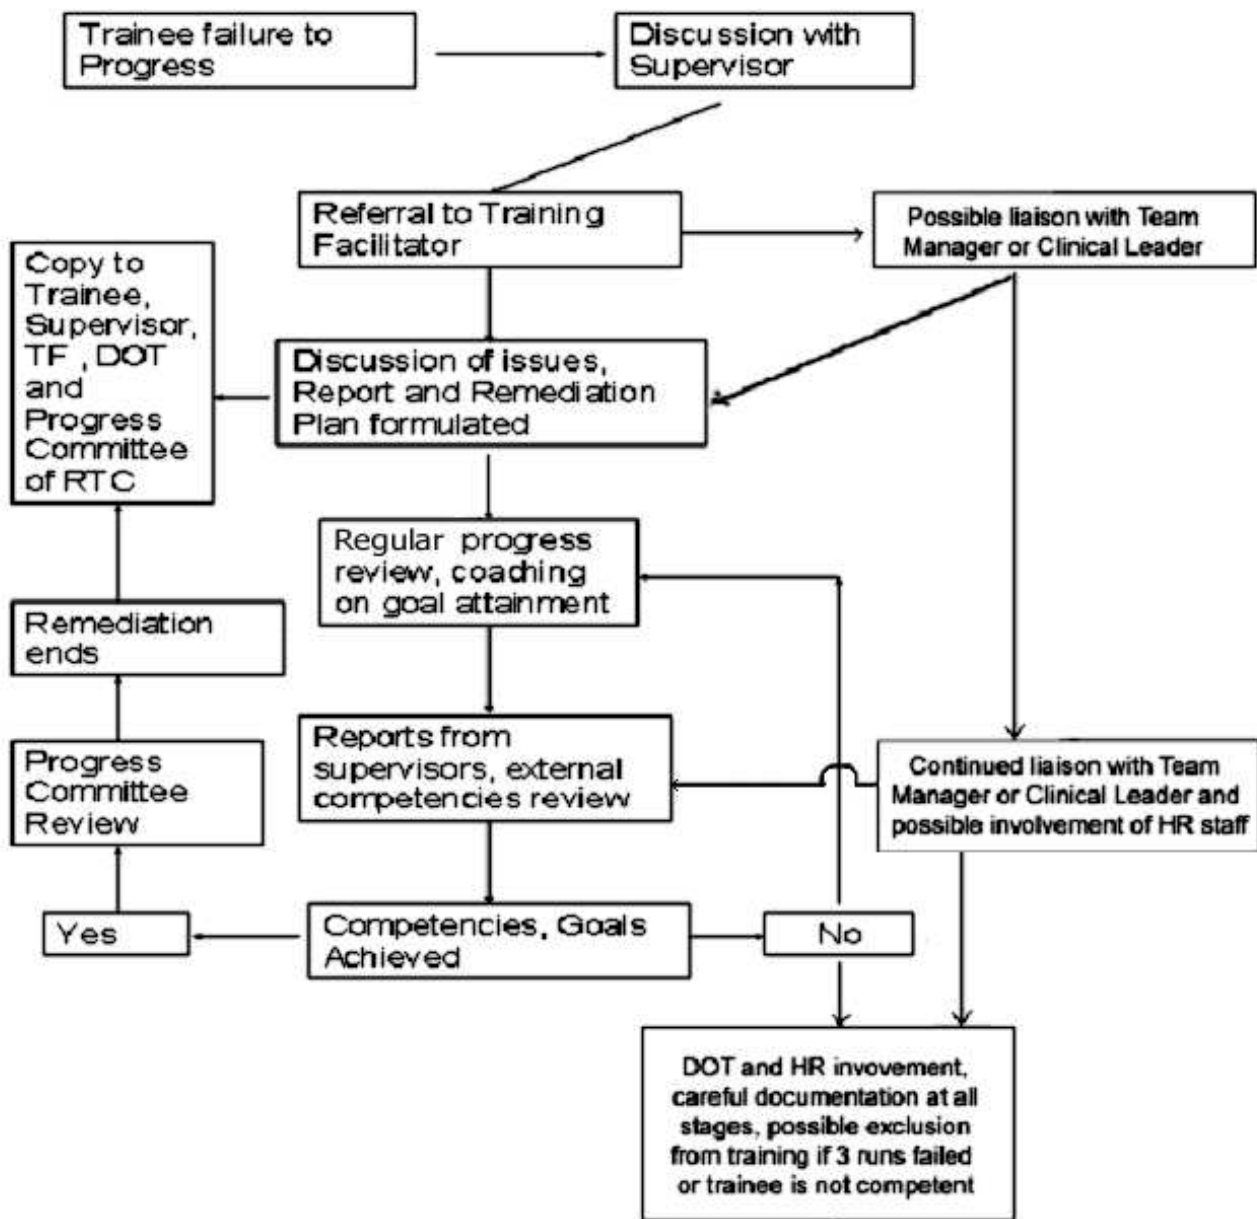 Trainee failure to
Progress
Discussion with
Supervisor
Referral to Training
Facilitator
Possible liaison with Team
Manager or Clinical Leader
Copy to
Trainee,
Supervisor,
TF , DOT
and
Progress
Committee
of RTC
Discussion of issues,
Report and Remediation
Plan formulated
Regular progress
review, coaching
on goal attainment
Remediation
ends
Reports from
supervisors, external
competencies review
Progress
Committee
Review
Continued liaison with Team
Manager or Clinical Leader and
possible involvement of HR staff
Yes
Competencies, Goals
Achieved
No
DOT and HR invovement,
careful documentation at all
stages, possible exclusion
from training if 3 runs failed
or trainee is not competent